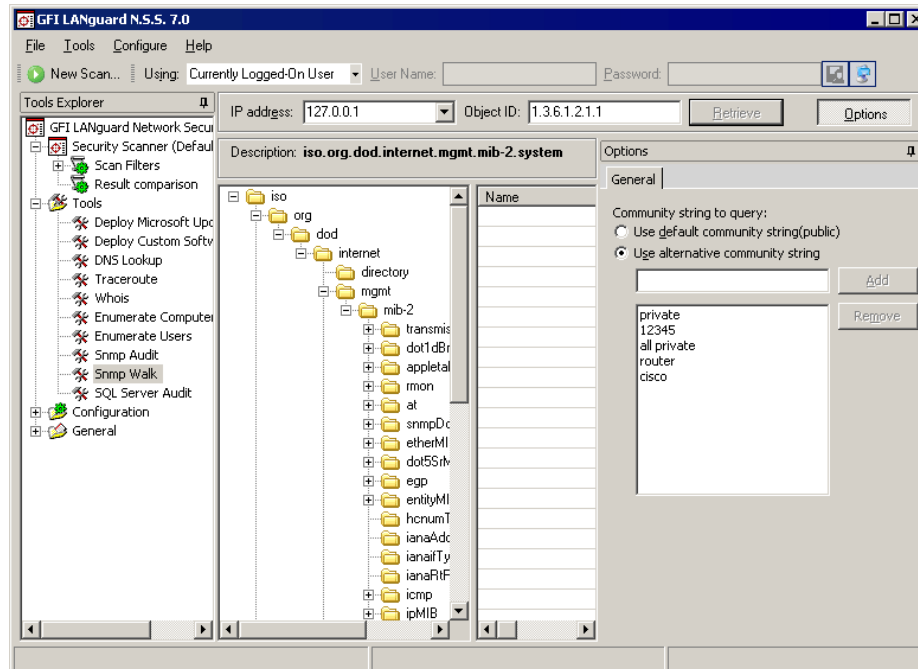 GFI LANguard N.S.S. 7.0
File Tools Configure Help
New Scan... Using: Currently Logged-On User User Name: Password:
Tools Explorer
IP address: 127.0.0.1 Object ID: 1.3.6.1.2.1.1 Retrieve Options
GFI LANguard Network Secur
Security Scanner (Defaul
Scan Filters
Result comparison
Tools
Deploy Microsoft Upd
Deploy Custom Softw
DNS Lookup
Traceroute
Whois
Enumerate Computer
Enumerate Users
Snmp Audit
Snmp Walk
SQL Server Audit
Configuration
General
Description: iso.org.dod.internet.mgmt.mib-2.system
iso
org
dod
internet
directory
mgmt
mib-2
transmis
dot1dBr
appletal
rmon
at
snmpDo
etherMI
dot5SrM
egp
entityMI
hcnumT
ianaAdd
ianaifTy
ianaRtF
icmp
ipMIB
Name
Options
General
Community string to query:
Use default community string(public)
Use alternative community string
Add
private
12345
all private
router
cisco
Remove